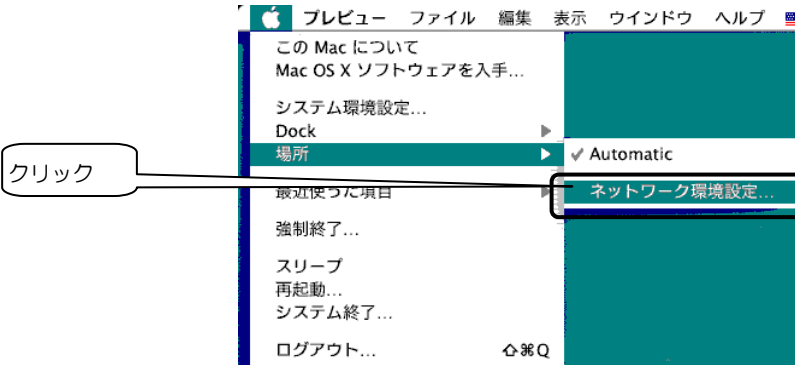 プレビュー ファイル 編集 表示 ウインドウ ヘルプ
この Mac について
Mac OS X ソフトウェアを入手...
システム環境設定...
Dock
場所
✓ Automatic
クリック
最近使った項目
ネットワーク環境設定...
強制終了...
スリープ
再起動...
システム終了...
ログアウト... ⇧⌘Q